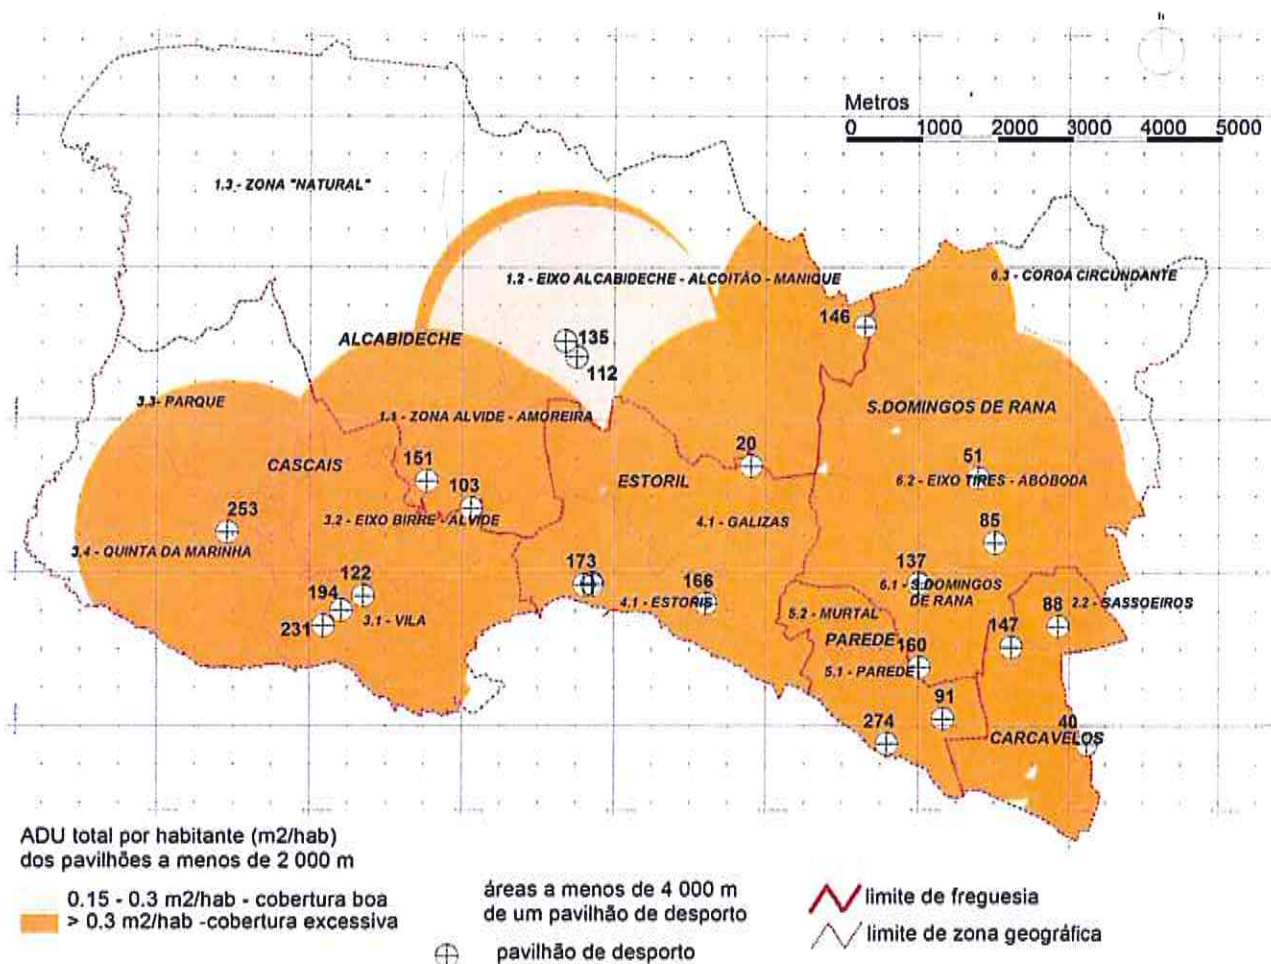 Metros
0 1000 2000 3000 4000 5000
1.3 - ZONA "NATURAL"
1.2 - EIXO ALCABIDECHE - ALCOITÃO - MANIQUE
6.3 - COROA CIRCUNDANTE
146
135
ALCABIDECHE
112
3.3- PARQUE
1.1 - ZONA ALVIDE - AMOREIRA
S.DOMINGOS DE RANA
20
51
CASCAIS
151
ESTORIL
6.2 - EIXO TIRES - ABOBODA
103
253
3.2 - EIXO BIRRE - ALVIDE
4.1 - GALIZAS
85
3.4 - QUINTA DA MARINHA
122
173
166
137
6.1 - S.DOMINGOS
DE RANA
194
4.1 - ESTORIS
5.2 - MURTAL
88
2.2 - SASSOEIROS
231
3.1 - VILA
PAREDE
147
160
5.1 - PAREDE
91
274
40
CARCAVELOS
ADU total por habitante (m2/hab)
dos pavilhões a menos de 2 000 m
0.15 - 0.3 m2/hab - cobertura boa
> 0.3 m2/hab -cobertura excessiva
áreas a menos de 4 000 m
de um pavilhão de desporto
pavilhão de desporto
limite de freguesia
limite de zona geográfica